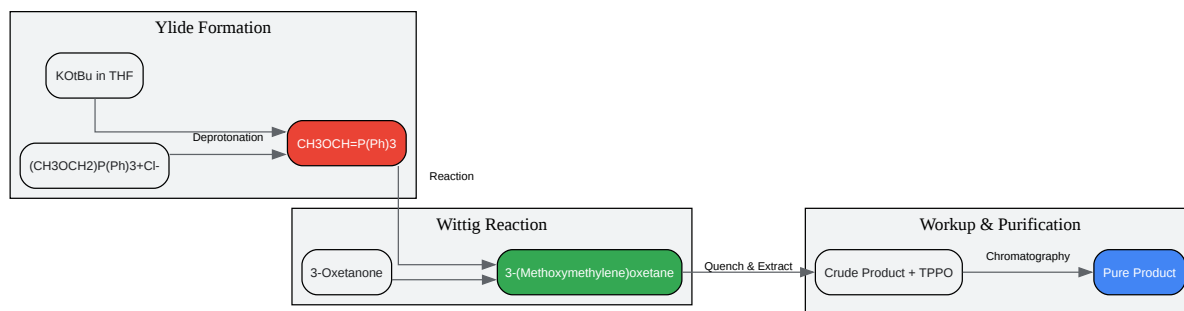 Ylide Formation
KOtBu in THF
Deprotonation
(CH3OCH2)P(Ph)3+Cl-
CH3OCH=P(Ph)3
Reaction
Wittig Reaction
3-Oxetanone
3-(Methoxymethylene)oxetane
Quench & Extract
Workup & Purification
Crude Product + TPPO
Chromatography
Pure Product